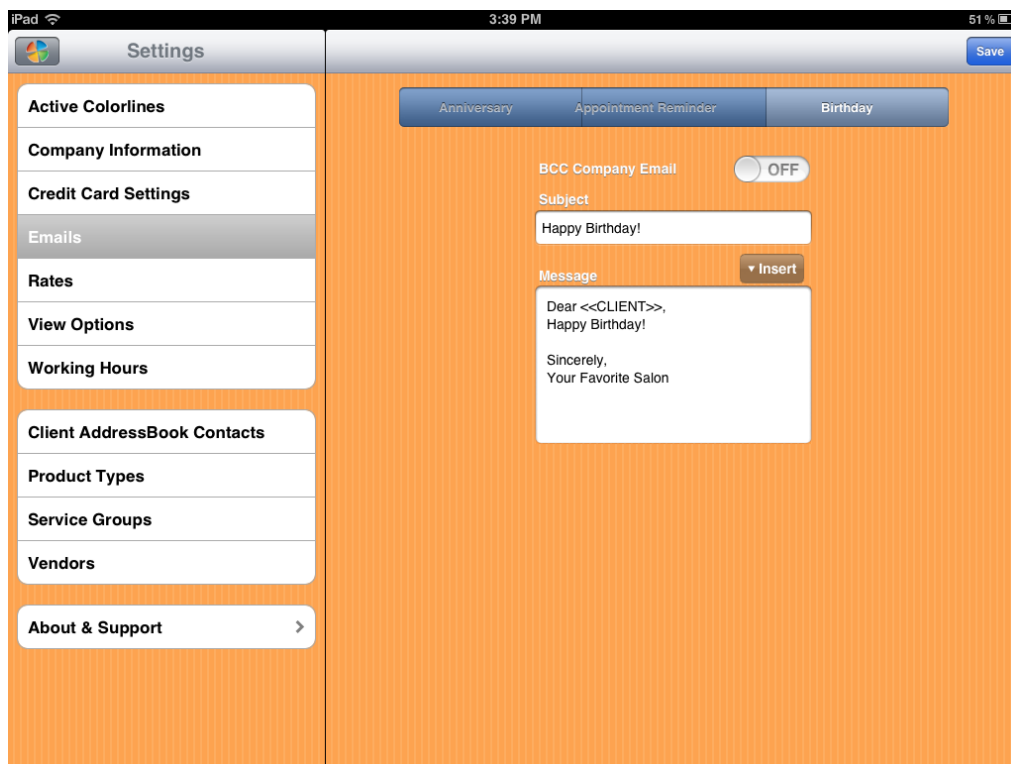 iPad 3:39 PM 51 %
Settings
Save
Active Colorlines
Company Information
Credit Card Settings
Emails
Rates
View Options
Working Hours
Client AddressBook Contacts
Product Types
Service Groups
Vendors
About & Support
Anniversary Appointment Reminder Birthday
BCC Company Email OFF
Subject
Happy Birthday!
Message ▾ Insert
Dear <<CLIENT>>,
Happy Birthday!
Sincerely,
Your Favorite Salon